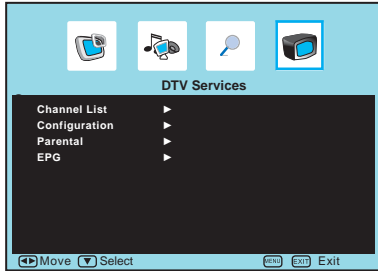 DTV Services
Channel List ►
Configuration ►
Parental ►
EPG ►
◄► Move ▼ Select MENU EXIT Exit